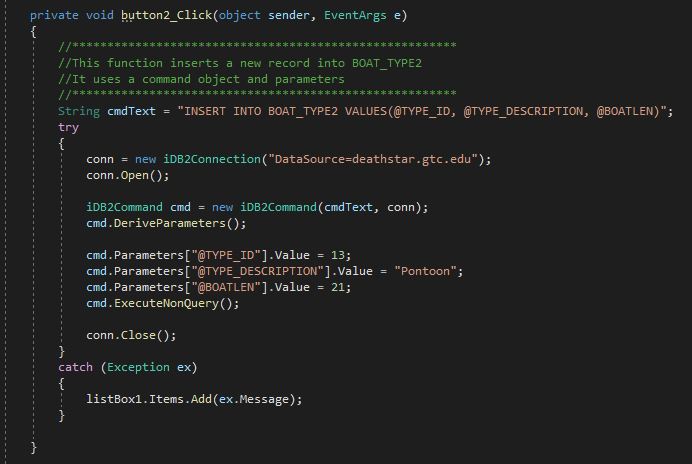 private void button2_Click(object sender, EventArgs e)
{
//*******************************************************
//This function inserts a new record into BOAT_TYPE2
//It uses a command object and parameters
//*******************************************************
String cmdText = "INSERT INTO BOAT_TYPE2 VALUES(@TYPE_ID, @TYPE_DESCRIPTION, @BOATLEN)";
try
{
conn = new iDB2Connection("DataSource=deathstar.gtc.edu");
conn.Open();
iDB2Command cmd = new iDB2Command(cmdText, conn);
cmd.DeriveParameters();
cmd.Parameters["@TYPE_ID"].Value = 13;
cmd.Parameters["@TYPE_DESCRIPTION"].Value = "Pontoon";
cmd.Parameters["@BOATLEN"].Value = 21;
cmd.ExecuteNonQuery();
conn.Close();
}
catch (Exception ex)
{
listBox1.Items.Add(ex.Message);
}
}